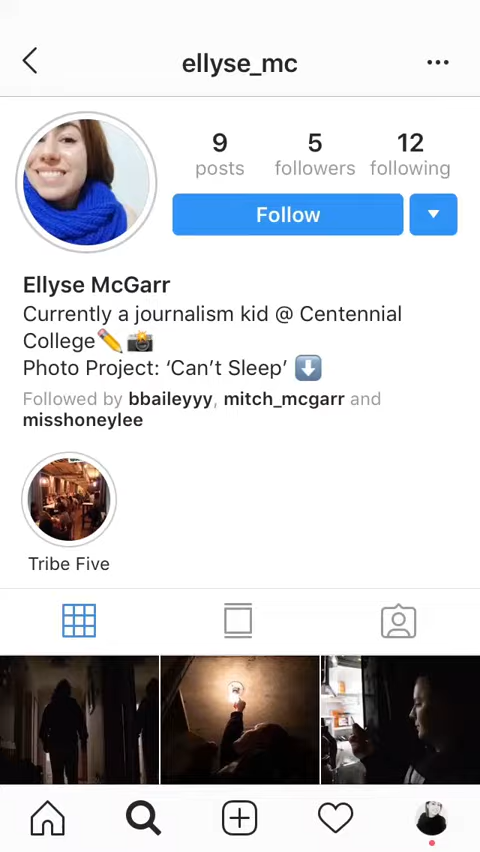 ellyse_mc
9 5 12
posts followers following
Follow
Ellyse McGarr
Currently a journalism kid @ Centennial
College✏️📸
Photo Project: ‘Can’t Sleep’ ⬇️
Followed by bbaileyyy, mitch_mcgarr and
misshoneylee
Tribe Five